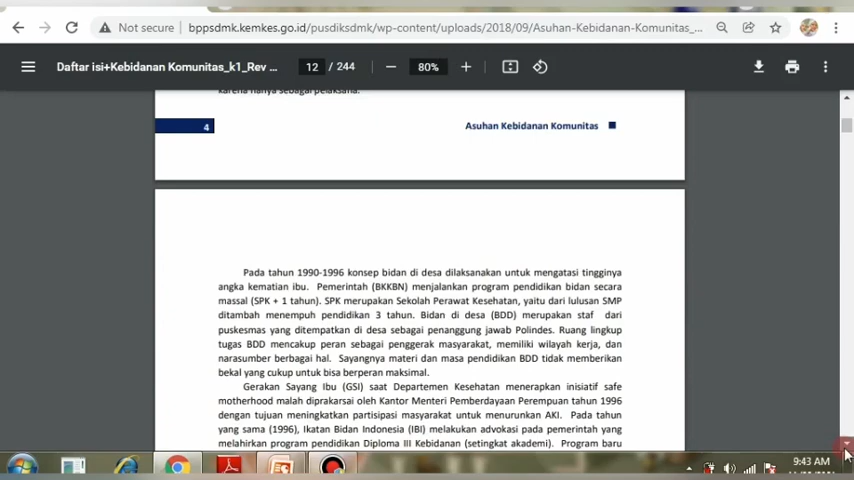 Not secure
bppsdmk.kemkes.go.id/pusdiksdmk/wp-content/uploads/2018/09/Asuhan-Kebidanan-Komunitas_...
Daftar isi+Kebidanan Komunitas_k1_Rev ...
12 / 244
80%
karena hanya sebagai pelaksana.
4
Asuhan Kebidanan Komunitas
Pada tahun 1990-1996 konsep bidan di desa dilaksanakan untuk mengatasi tingginya
angka kematian ibu. Pemerintah (BKKBN) menjalankan program pendidikan bidan secara
massal (SPK + 1 tahun). SPK merupakan Sekolah Perawat Kesehatan, yaitu dari lulusan SMP
ditambah menempuh pendidikan 3 tahun. Bidan di desa (BDD) merupakan staf dari
puskesmas yang ditempatkan di desa sebagai penanggung jawab Polindes. Ruang lingkup
tugas BDD mencakup peran sebagai penggerak masyarakat, memiliki wilayah kerja, dan
narasumber berbagai hal. Sayangnya materi dan masa pendidikan BDD tidak memberikan
bekal yang cukup untuk bisa berperan maksimal.
Gerakan Sayang Ibu (GSI) saat Departemen Kesehatan menerapkan inisiatif safe
motherhood malah diprakarsai oleh Kantor Menteri Pemberdayaan Perempuan tahun 1996
dengan tujuan meningkatkan partisipasi masyarakat untuk menurunkan AKI. Pada tahun
yang sama (1996), Ikatan Bidan Indonesia (IBI) melakukan advokasi pada pemerintah yang
melahirkan program pendidikan Diploma III Kebidanan (setingkat akademi). Program baru
9:43 AM